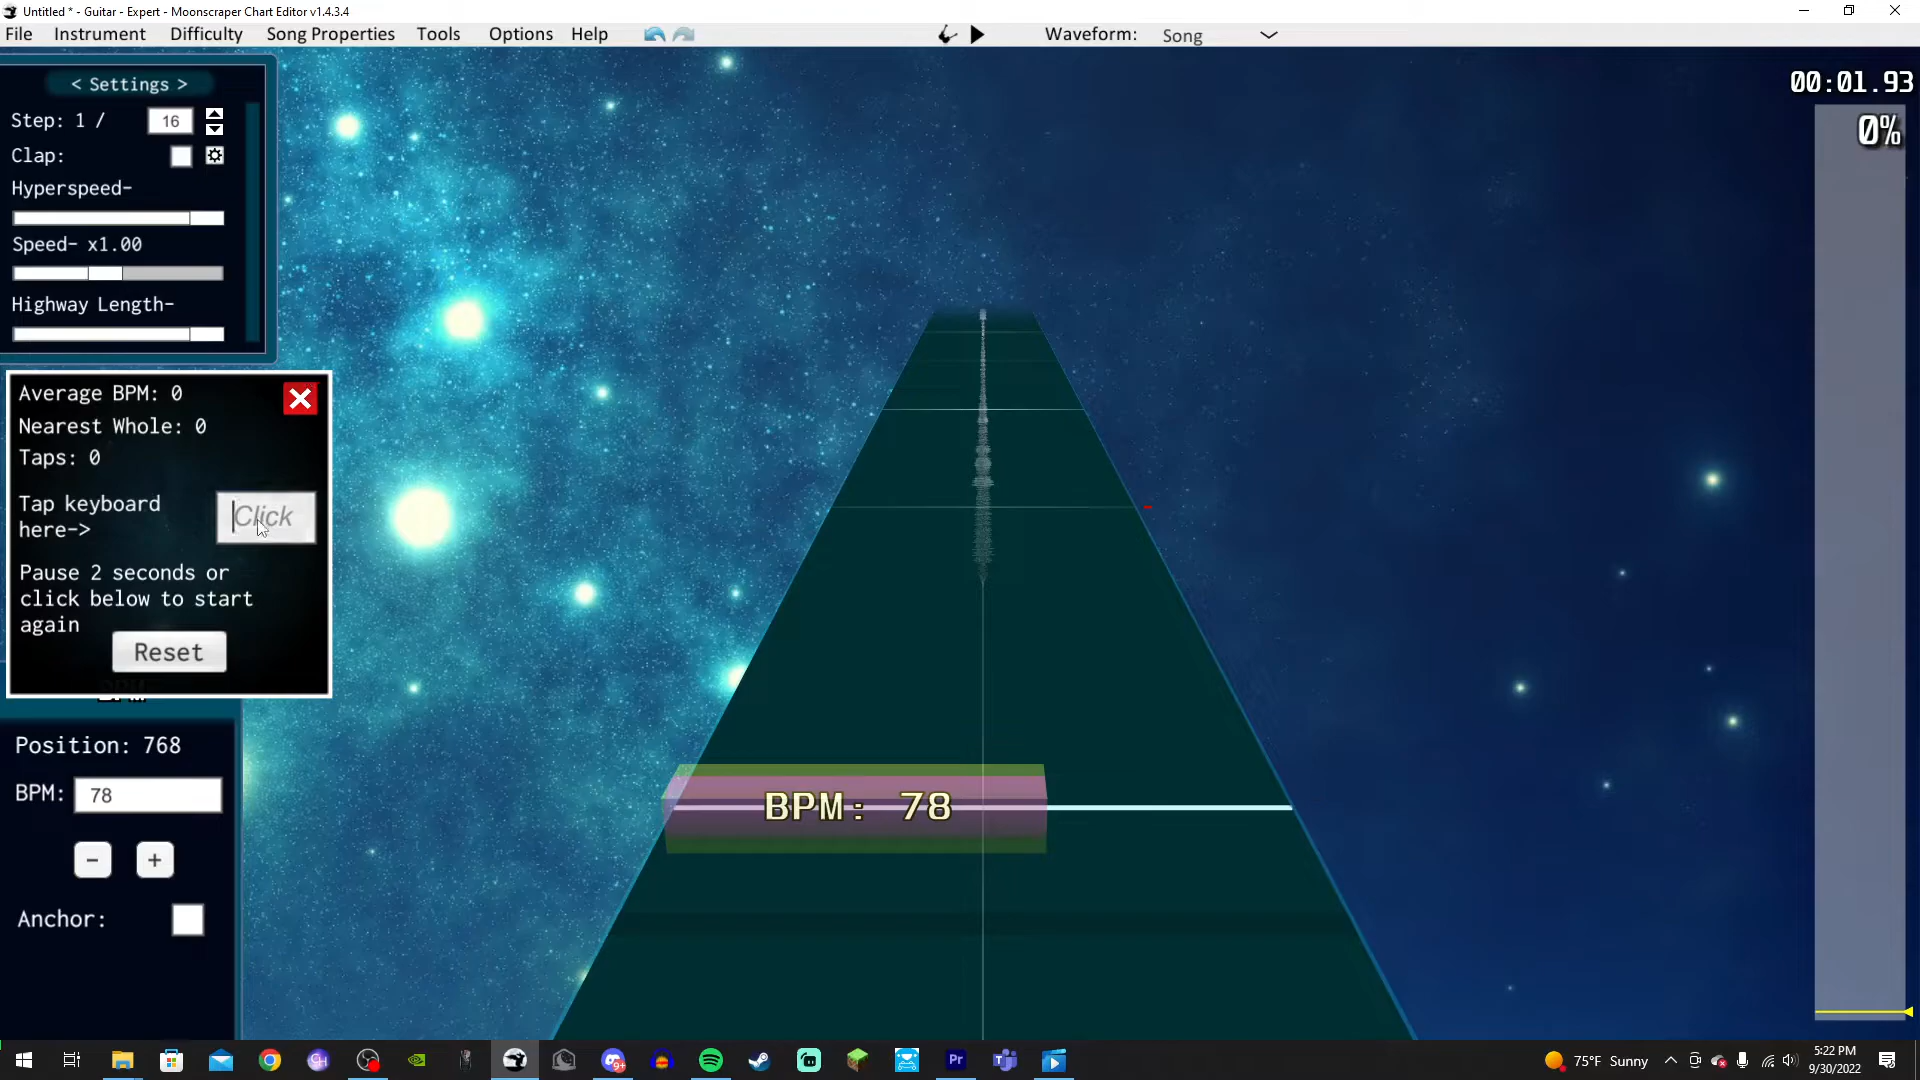 Untitled * - Guitar - Expert - Moonscraper Chart Editor v1.4.3.4
File Instrument Difficulty Song Properties Tools Options Help Waveform: Song
< Settings >
Step: 1 / 16
Clap:
Hyperspeed-
Speed- x1.00
Highway Length-
00:01.93
0%
Average BPM: 0
Nearest Whole: 0
Taps: 0
Tap keyboard
here->
Click
Pause 2 seconds or
click below to start
again
Reset
Position: 768
BPM: 78
- +
Anchor:
BPM: 78
CH
9+
Pr
75°F Sunny
5:22 PM
9/30/2022